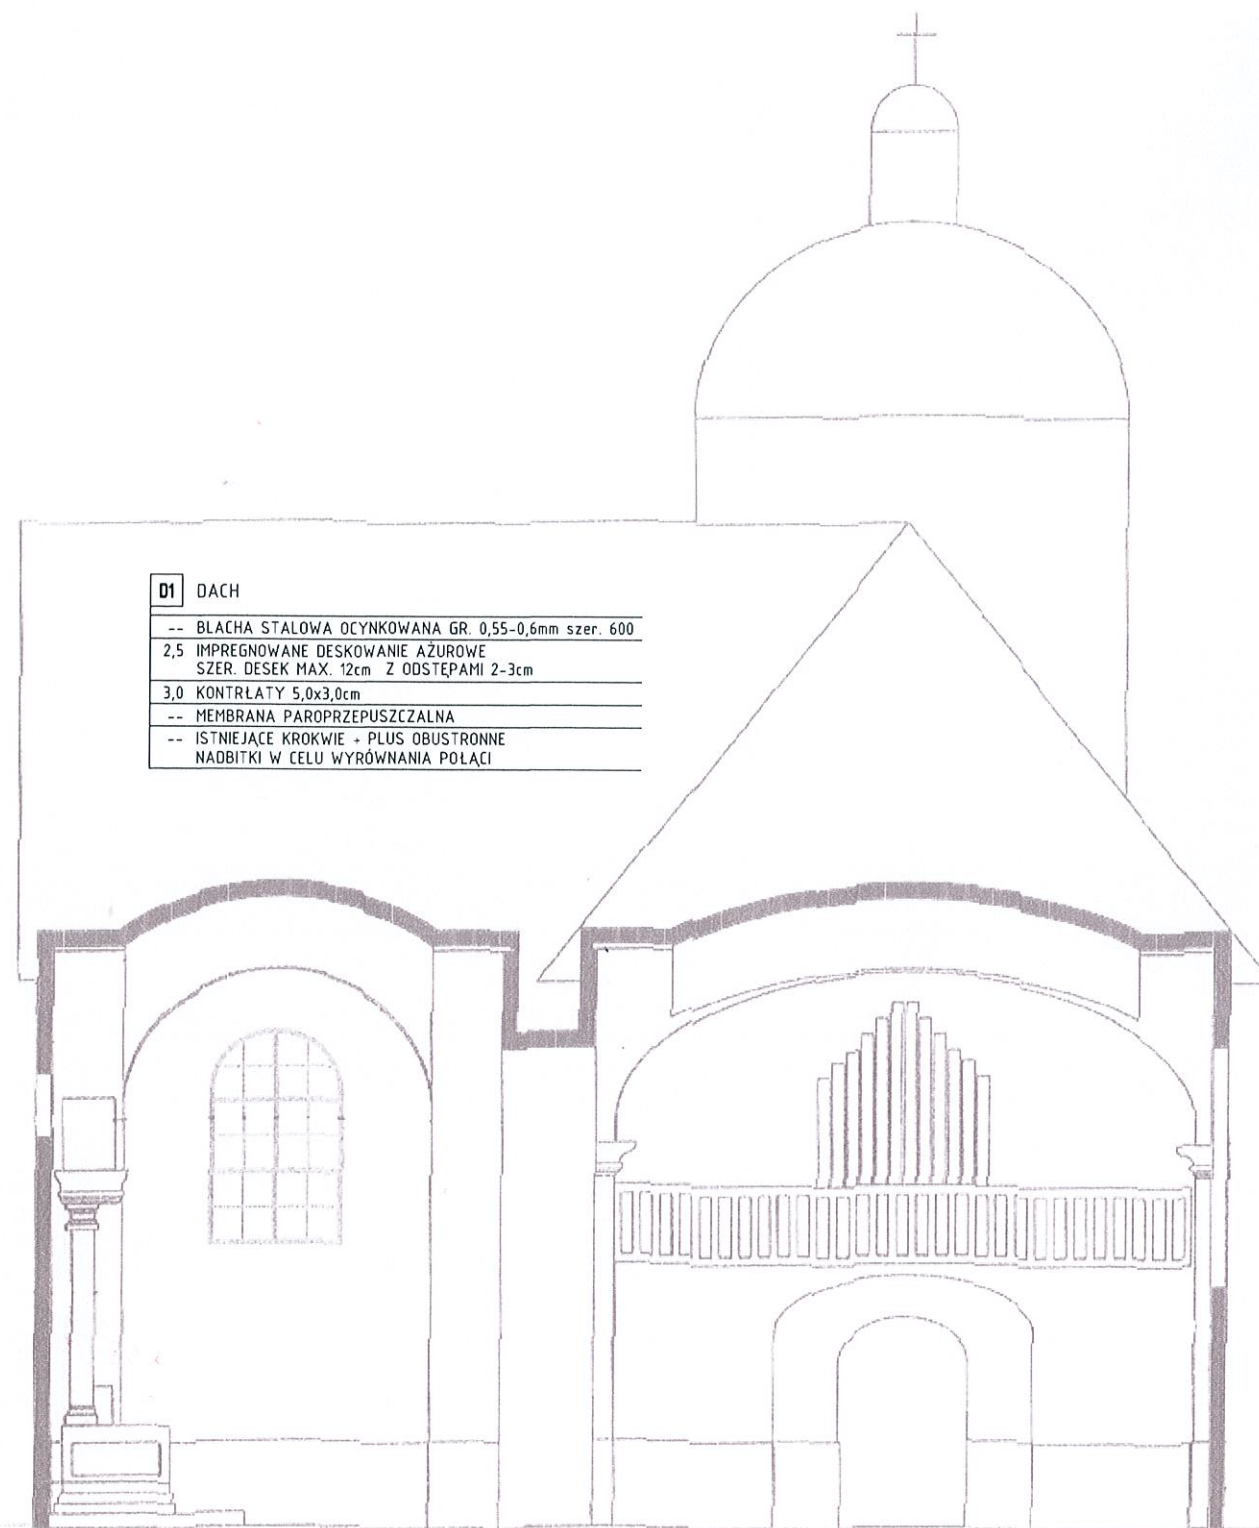 D1 DACH
-- BLACHA STALOWA OCYNKOWANA GR. 0,55-0,6mm szer. 600
2,5 IMPREGNOWANE DESKOWANIE AŻUROWE
SZER. DESEK MAX. 12cm Z ODSTĘPAMI 2-3cm
3,0 KONTRŁATY 5,0x3,0cm
-- MEMBRANA PAROPRZEPUSZCZALNA
-- ISTNIEJĄCE KROKWIE + PLUS OBUSTRONNE
NADBITKI W CELU WYRÓWNANIA POŁĄCI